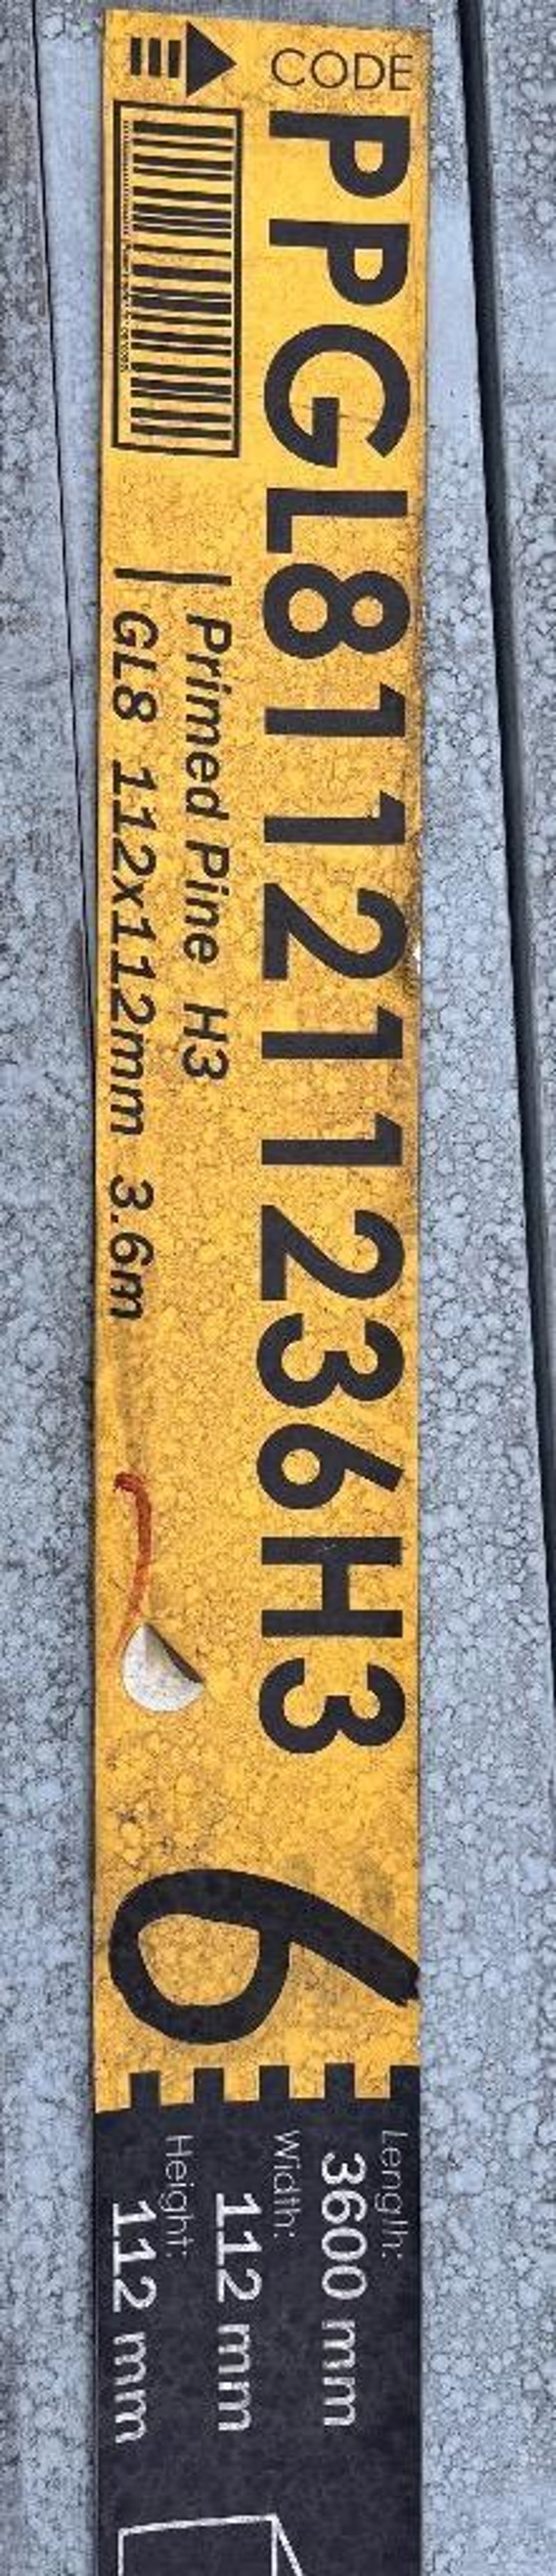 CODE
PPGL811211236H3
Primed Pine H3
GL8 112x112mm 3.6m
6
Length:
3600 mm
Width:
112 mm
Height:
112 mm